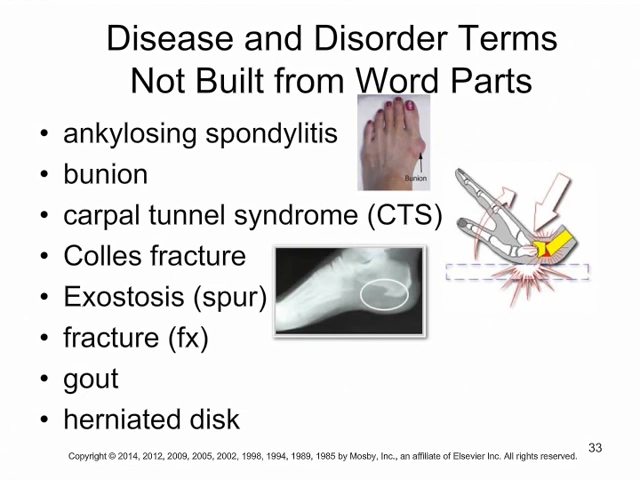 Disease and Disorder Terms
Not Built from Word Parts
• ankylosing spondylitis
• bunion
Bunion
• carpal tunnel syndrome (CTS)
• Colles fracture
• Exostosis (spur)
• fracture (fx)
• gout
• herniated disk
33
Copyright © 2014, 2012, 2009, 2005, 2002, 1998, 1994, 1989, 1985 by Mosby, Inc., an affiliate of Elsevier Inc. All rights reserved.